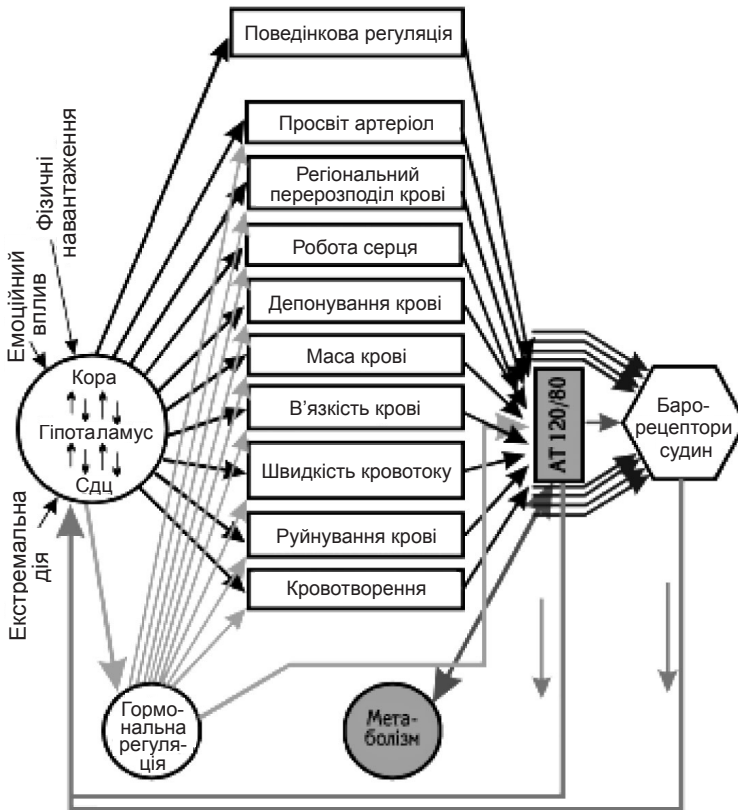 Поведінкова регуляція
Просвіт артеріол
Регіональний
перерозподіл крові
Робота серця
Депонування крові
Маса крові
В'язкість крові
Швидкість кровотоку
Руйнування крові
Кровотворення
Фізичні
навантаження
Емоційний
вплив
Кора
Гіпоталамус
Сдц
Екстремальна
дія
Гормо-
нальна
регуля-
ція
Мета-
болізм
АТ 120/80
Баро-
рецептори
судин